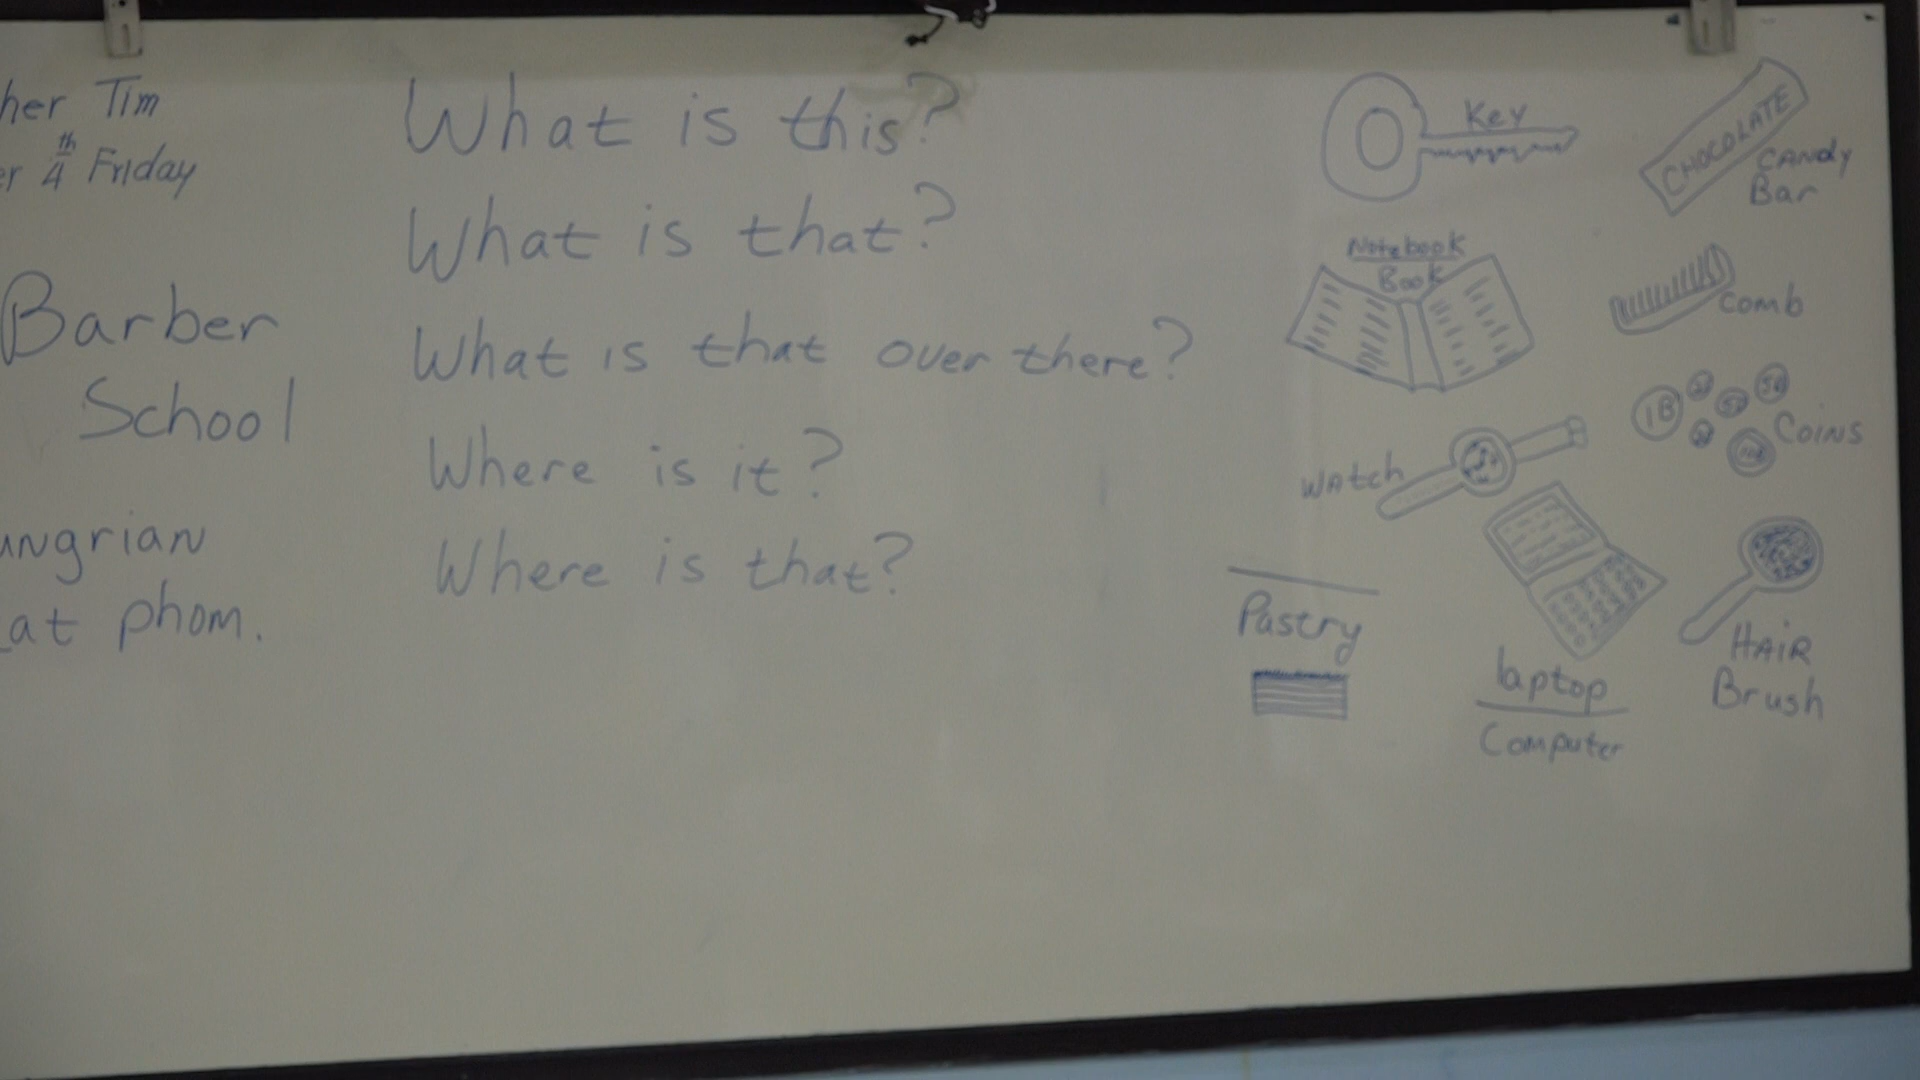 her Tim
er 4th Friday
Barber
School
ungrian
at phom.
What is this?
What is that?
What is that over there?
Where is it?
Where is that?
Key
CHOCOLATE
CANDy
Bar
Notebook
Book
comb
1B
COINS
WATCH
Pastry
laptop
Computer
HAIR
Brush